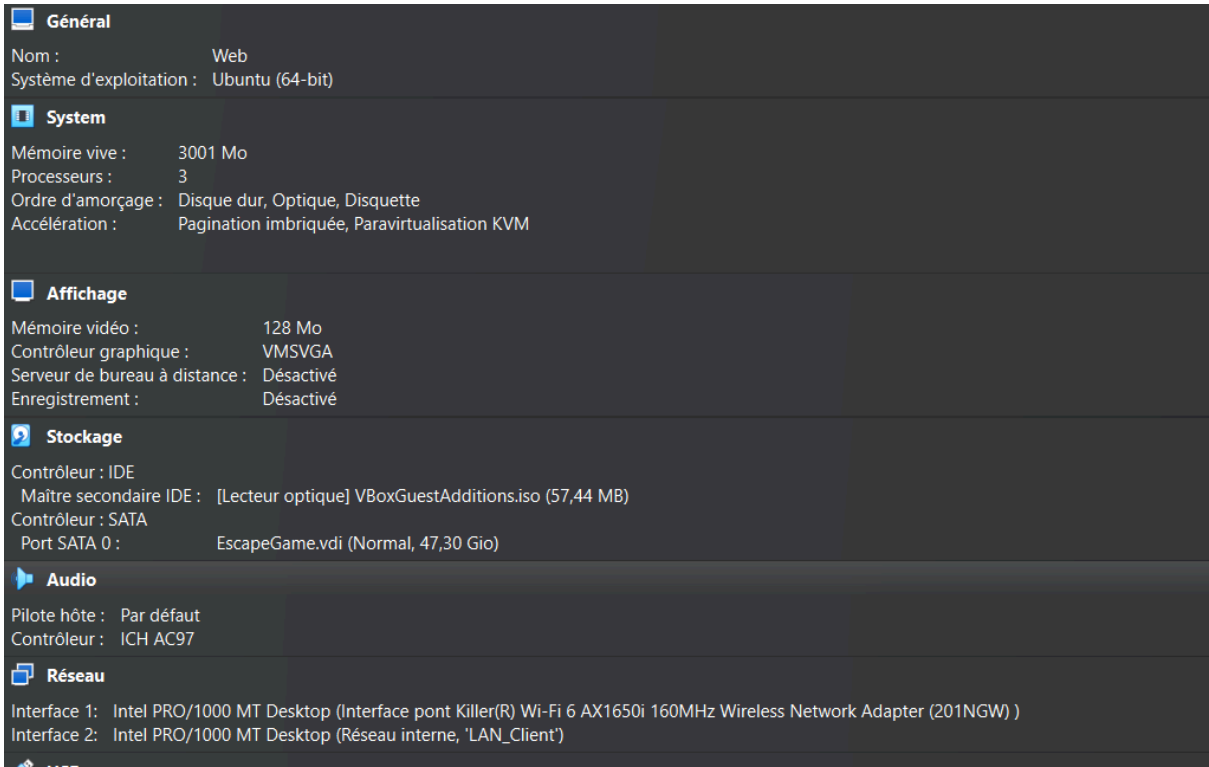 Général
Nom : Web
Système d'exploitation : Ubuntu (64-bit)
System
Mémoire vive : 3001 Mo
Processeurs : 3
Ordre d'amorçage : Disque dur, Optique, Disquette
Accélération : Pagination imbriquée, Paravirtualisation KVM
Affichage
Mémoire vidéo : 128 Mo
Contrôleur graphique : VMSVGA
Serveur de bureau à distance : Désactivé
Enregistrement : Désactivé
Stockage
Contrôleur : IDE
Maître secondaire IDE : [Lecteur optique] VBoxGuestAdditions.iso (57,44 MB)
Contrôleur : SATA
Port SATA 0 : EscapeGame.vdi (Normal, 47,30 Gio)
Audio
Pilote hôte : Par défaut
Contrôleur : ICH AC97
Réseau
Interface 1: Intel PRO/1000 MT Desktop (Interface pont Killer(R) Wi-Fi 6 AX1650i 160MHz Wireless Network Adapter (201NGW) )
Interface 2: Intel PRO/1000 MT Desktop (Réseau interne, 'LAN_Client')